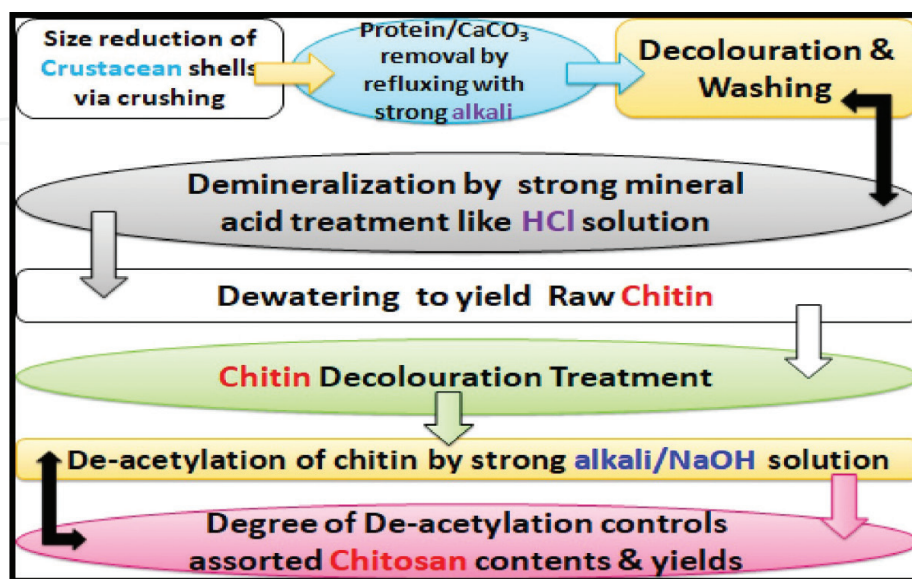 Size reduction of
Crustacean shells
via crushing
Protein/CaCO₃
removal by
refluxing with
strong alkali
Decolouration &
Washing
Demineralization by strong mineral
acid treatment like HCl solution
Dewatering to yield Raw Chitin
Chitin Decolouration Treatment
De-acetylation of chitin by strong alkali/NaOH solution
Degree of De-acetylation controls
assorted Chitosan contents & yields